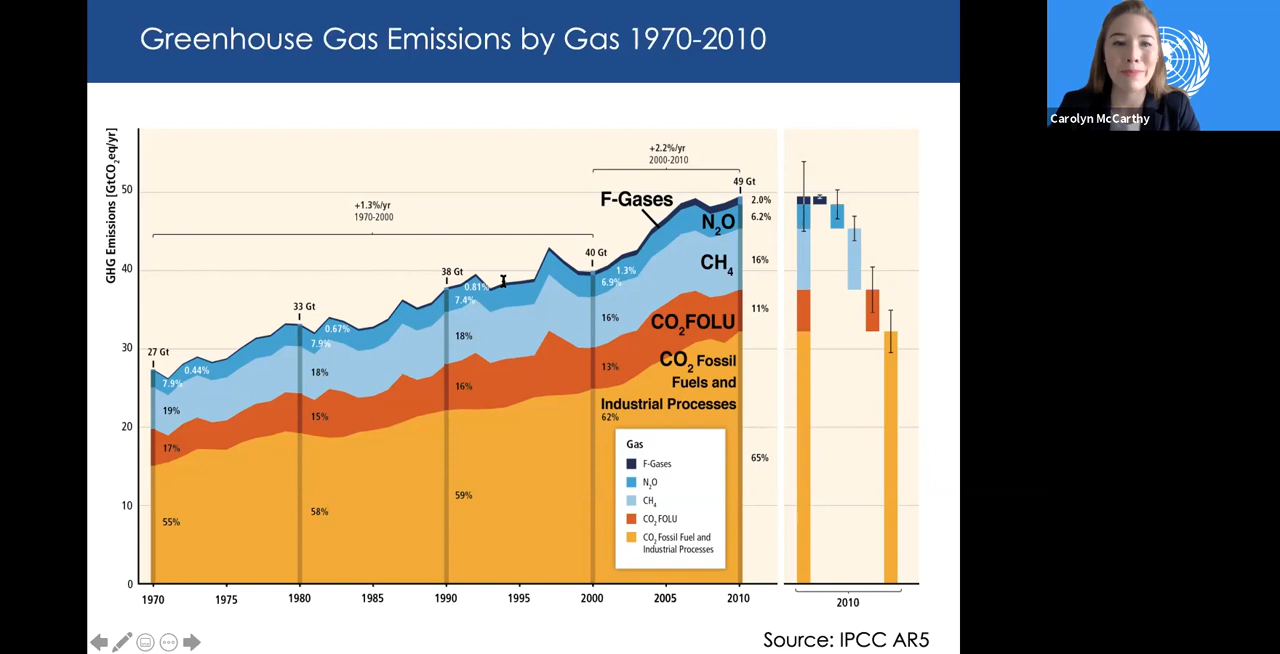 Greenhouse Gas Emissions by Gas 1970-2010
Carolyn McCarthy
GHG Emissions [GtCO2eq/yr]
50
40
30
20
10
0
+1.3%/yr
1970-2000
+2.2%/yr
2000-2010
27 Gt
33 Gt
38 Gt
40 Gt
49 Gt
0.44%
7.9%
19%
17%
55%
0.67%
7.9%
18%
15%
58%
0.81%
7.4%
18%
16%
59%
1.3%
6.9%
16%
13%
62%
2.0%
6.2%
16%
11%
65%
F-Gases
N2O
CH4
CO2FOLU
CO2 Fossil
Fuels and
Industrial Processes
Gas
F-Gases
N2O
CH4
CO2 FOLU
CO2 Fossil Fuel and
Industrial Processes
1970
1975
1980
1985
1990
1995
2000
2005
2010
2010
Source: IPCC AR5